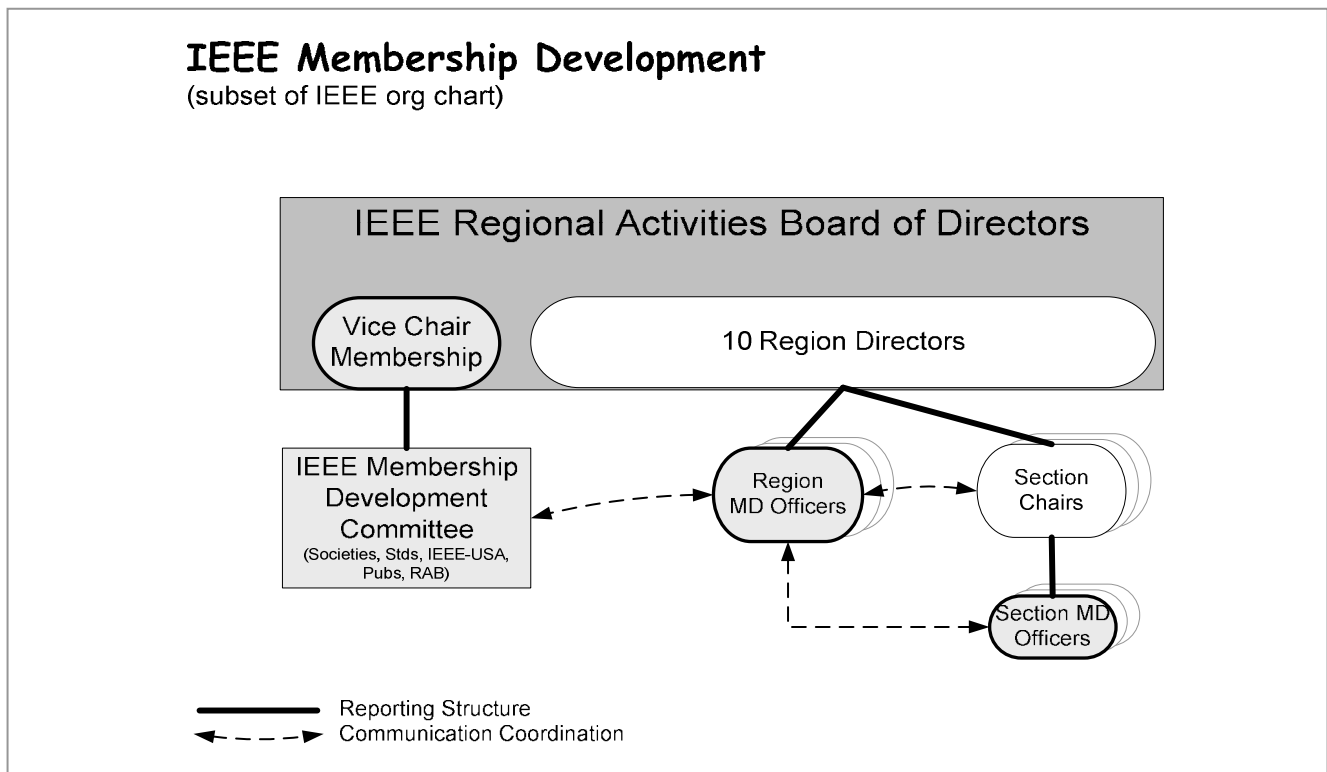 IEEE Membership Development
(subset of IEEE org chart)
IEEE Regional Activities Board of Directors
Vice Chair
Membership
10 Region Directors
IEEE Membership
Development
Committee
(Societies, Stds, IEEE-USA,
Pubs, RAB)
Region
MD Officers
Section
Chairs
Section MD
Officers
Reporting Structure
Communication Coordination